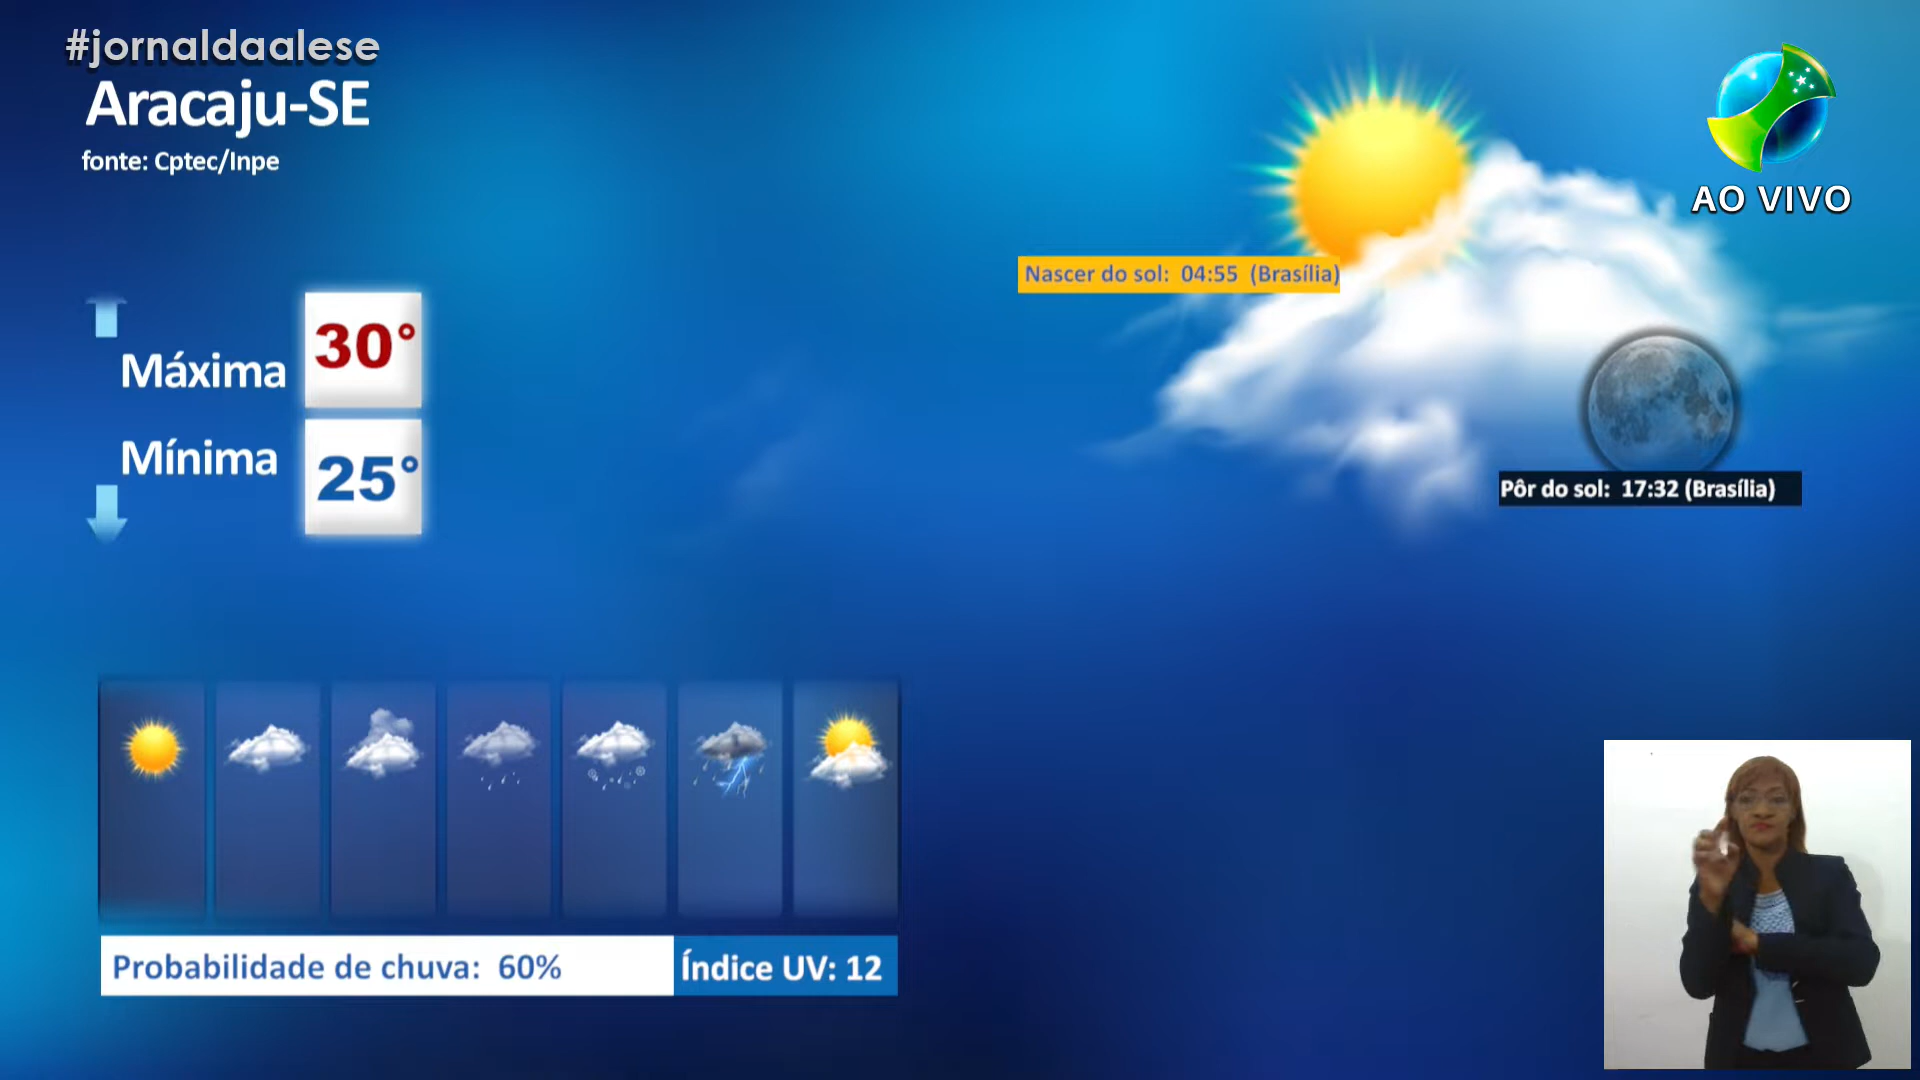 #jornaldaalese
Aracaju-SE
fonte: Cptec/Inpe
AO VIVO
Nascer do sol: 04:55 (Brasília)
Máxima 30°
Mínima 25°
Pôr do sol: 17:32 (Brasília)
Probabilidade de chuva: 60%
Índice UV: 12